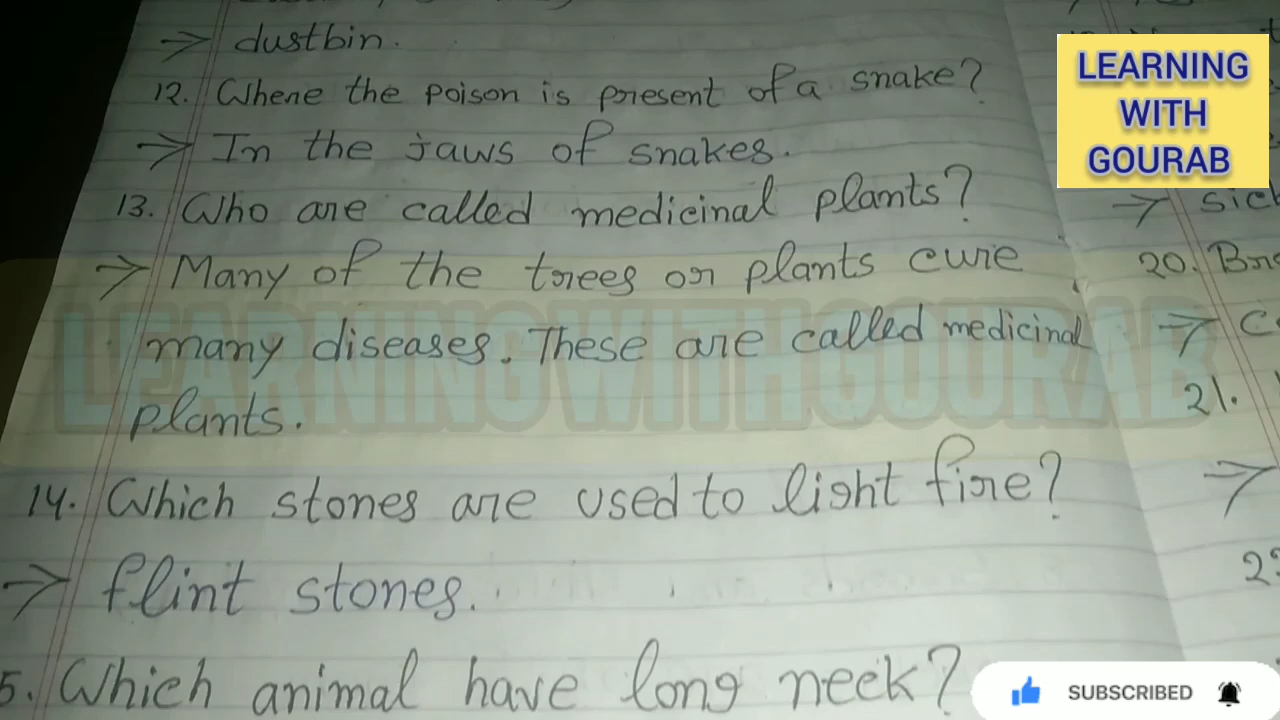 → dustbin.
12. Where the poison is present of a snake?
→ In the jaws of snakes.
13. Who are called medicinal plants?
→ Many of the trees or plants cure
many diseases. These are called medicinal
plants.
14. Which stones are used to light fire?
→ flint stones.
5. Which animal have long neck?
→
20.
→
21.
→
LEARNING
WITH
GOURAB
LEARNINGWITHGOURAB
SUBSCRIBED